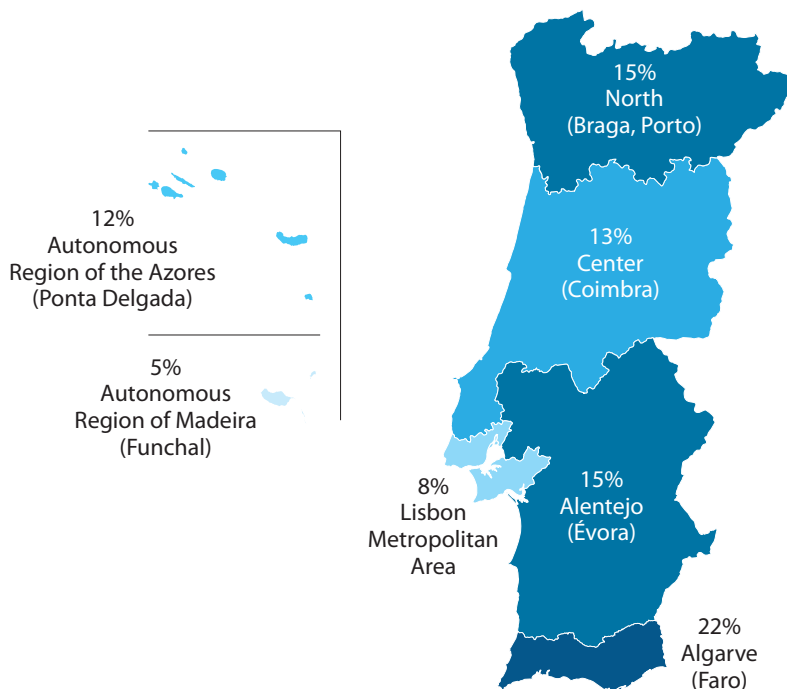 15%
North
(Braga, Porto)
12%
Autonomous
Region of the Azores
(Ponta Delgada)
13%
Center
(Coimbra)
5%
Autonomous
Region of Madeira
(Funchal)
8%
Lisbon
Metropolitan
Area
15%
Alentejo
(Évora)
22%
Algarve
(Faro)